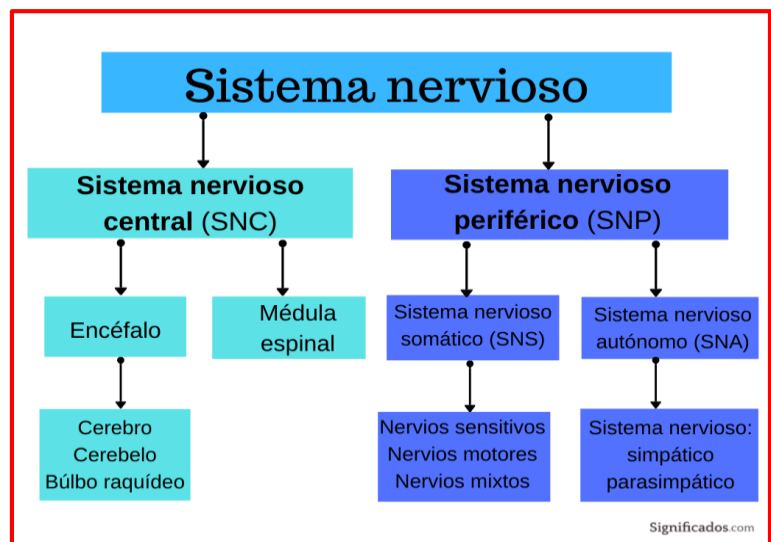 Sistema nervioso
Sistema nervioso
central (SNC)
Sistema nervioso
periférico (SNP)
Encéfalo
Médula
espinal
Sistema nervioso
somático (SNS)
Sistema nervioso
autónomo (SNA)
Cerebro
Cerebelo
Búlbo raquídeo
Nervios sensitivos
Nervios motores
Nervios mixtos
Sistema nervioso:
simpático
parasimpático
Significados.com